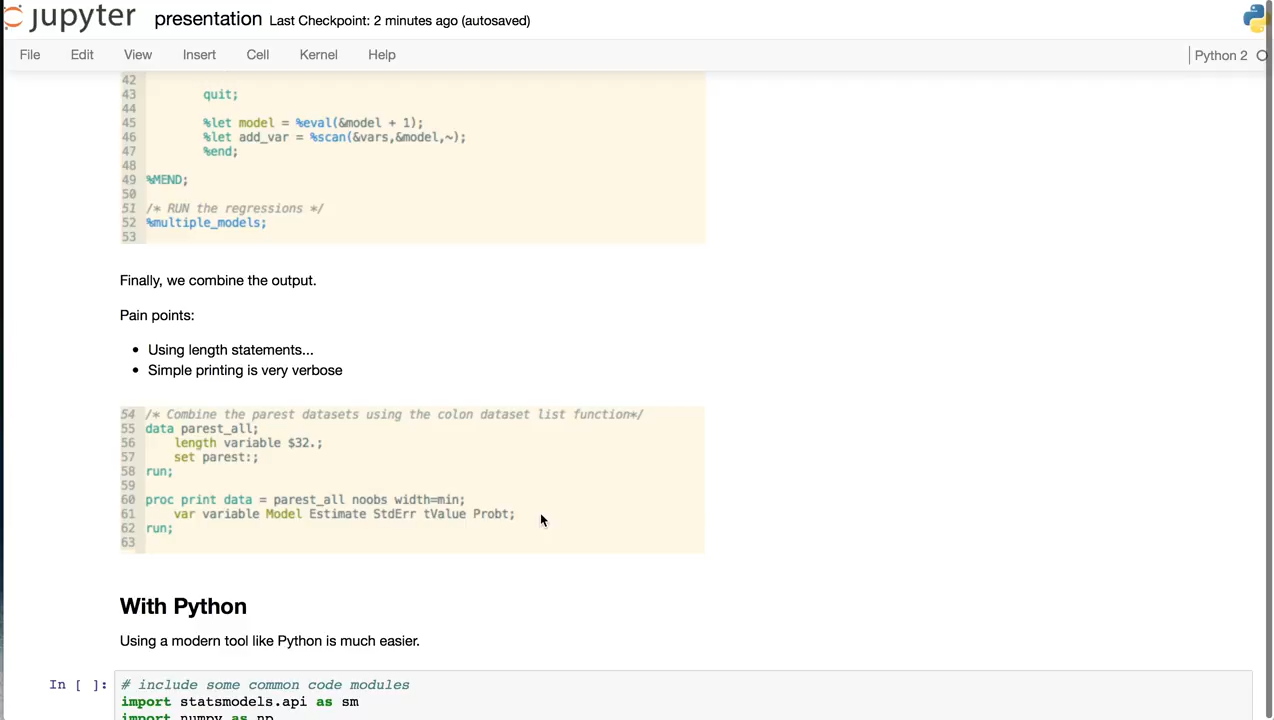 jupyter presentation Last Checkpoint: 2 minutes ago (autosaved)
File Edit View Insert Cell Kernel Help Python 2
42
43 quit;
44
45 %let model = %eval(&model + 1);
46 %let add_var = %scan(&vars,&model,~);
47 %end;
48
49 %MEND;
50
51 /* RUN the regressions */
52 %multiple_models;
53
Finally, we combine the output.
Pain points:
• Using length statements...
• Simple printing is very verbose
54 /* Combine the parest datasets using the colon dataset list function*/
55 data parest_all;
56 length variable $32.;
57 set parest:;
58 run;
59
60 proc print data = parest_all noobs width=min;
61 var variable Model Estimate StdErr tValue Probt;
62 run;
63
With Python
Using a modern tool like Python is much easier.
In [ ]: # include some common code modules
import statsmodels.api as sm
import numpy as np